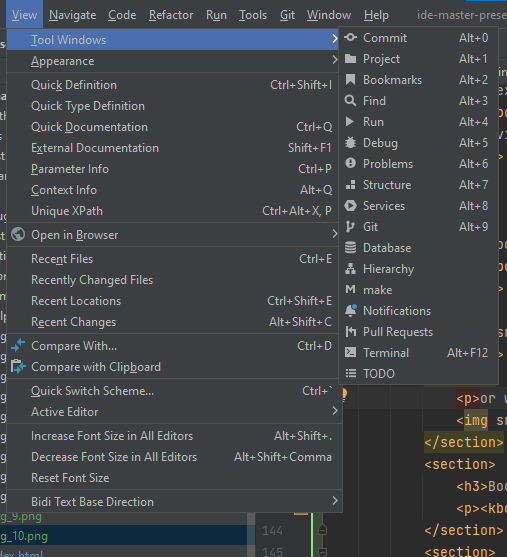 View Navigate Code Refactor Run Tools Git Window Help ide-master-prese
Tool Windows
Appearance
Quick Definition Ctrl+Shift+I
Quick Type Definition
Quick Documentation Ctrl+Q
External Documentation Shift+F1
Parameter Info Ctrl+P
Context Info Alt+Q
Unique XPath Ctrl+Alt+X, P
Open in Browser
Recent Files Ctrl+E
Recently Changed Files
Recent Locations Ctrl+Shift+E
Recent Changes Alt+Shift+C
Compare With... Ctrl+D
Compare with Clipboard
Quick Switch Scheme... Ctrl+`
Active Editor
Increase Font Size in All Editors Alt+Shift+.
Decrease Font Size in All Editors Alt+Shift+Comma
Reset Font Size
Bidi Text Base Direction
Commit Alt+0
Project Alt+1
Bookmarks Alt+2
Find Alt+3
Run Alt+4
Debug Alt+5
Problems Alt+6
Structure Alt+7
Services Alt+8
Git Alt+9
Database
Hierarchy
make
Notifications
Pull Requests
Terminal Alt+F12
TODO
<p>or w
<img sr
</section>
<section>
<h3>Boo
<p><kbo
144 </section>
145 <section>
g_9.png
g_10.png
dex.html